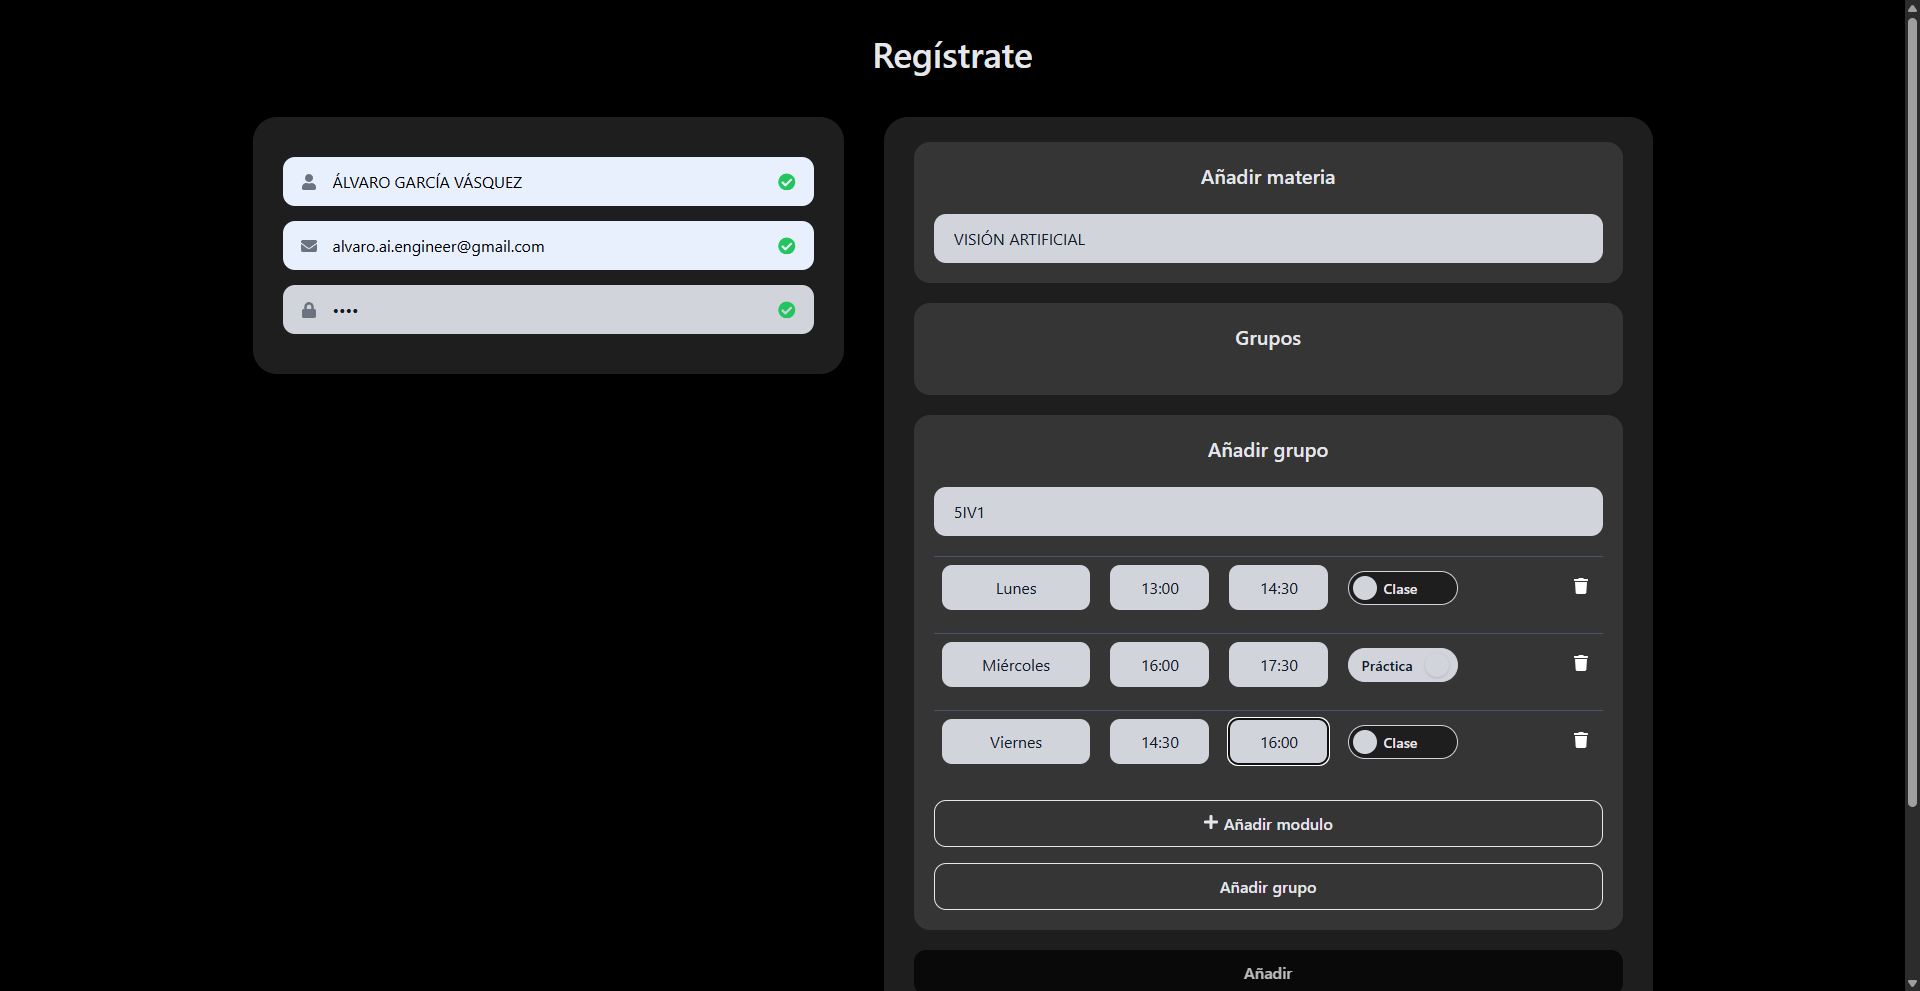 Regístrate
ÁLVARO GARCÍA VÁSQUEZ
alvaro.ai.engineer@gmail.com
••••
Añadir materia
VISIÓN ARTIFICIAL
Grupos
Añadir grupo
5IV1
Lunes 13:00 14:30 Clase
Miércoles 16:00 17:30 Práctica
Viernes 14:30 16:00 Clase
+ Añadir modulo
Añadir grupo
Añadir